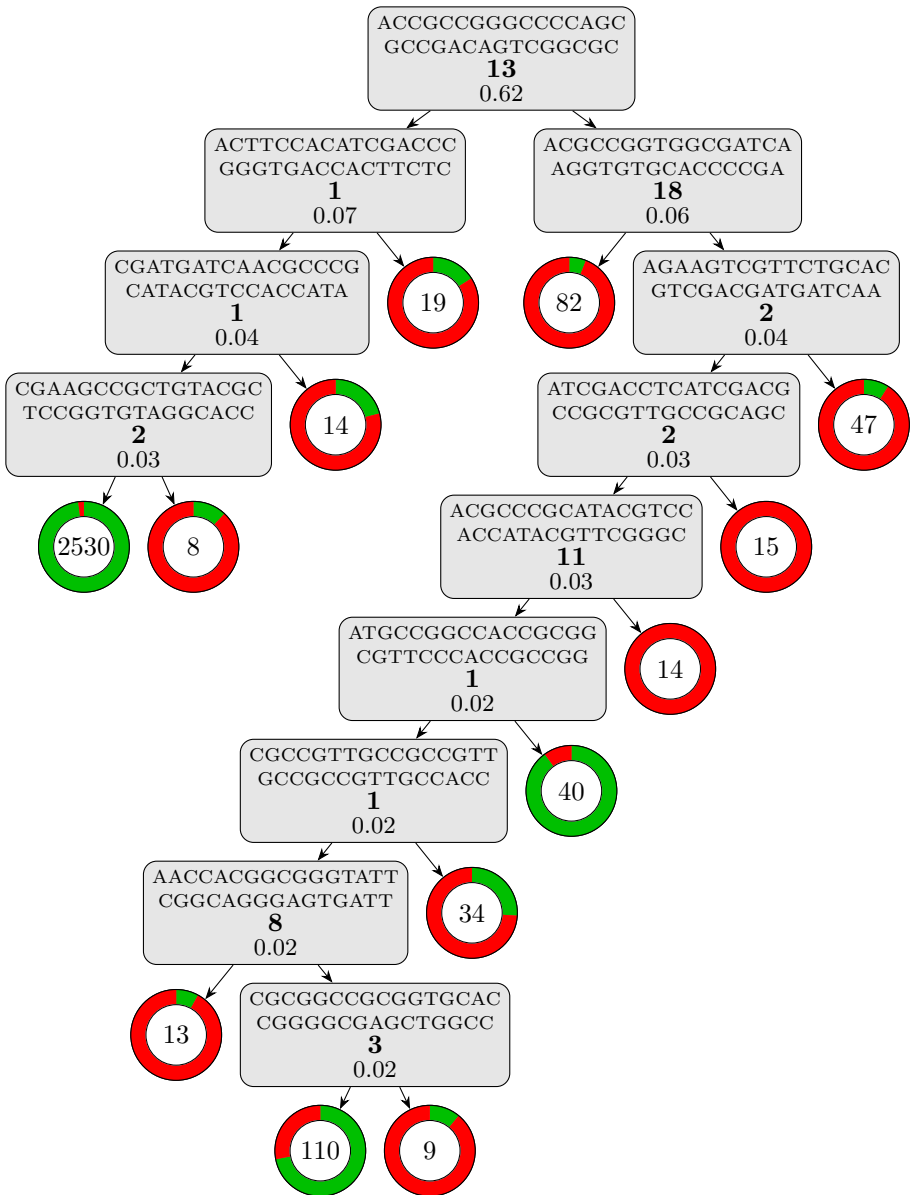 ACCGCCGGGCCCCAGC
GCCGACAGTCGGCGC
13
0.62
ACTTCCACATCGACCC
GGGTGACCACTTCTC
1
0.07
ACGCCGGTGGCGATCA
AGGTGTGCACCCCGA
18
0.06
CGATGATCAACGCCCG
CATACGTCCACCATA
1
0.04
19
82
AGAAGTCGTTCTGCAC
GTCGACGATGATCAA
2
0.04
CGAAGCCGCTGTACGC
TCCGGTGTAGGCACC
2
0.03
14
ATCGACCTCATCGACG
CCGCGTTGCCGCAGC
2
0.03
47
2530
8
ACGCCCGCATACGTCC
ACCATACGTTCGGGC
11
0.03
15
ATGCCGGCCACCGCGG
CGTTCCCACCGCCGG
1
0.02
14
CGCCGTTGCCGCCGTT
GCCGCCGTTGCCACC
1
0.02
40
AACCACGGCGGGTATT
CGGCAGGGAGTGATT
8
0.02
34
13
CGCGGCCGCGGTGCAC
CGGGGCGAGCTGGCC
3
0.02
110
9